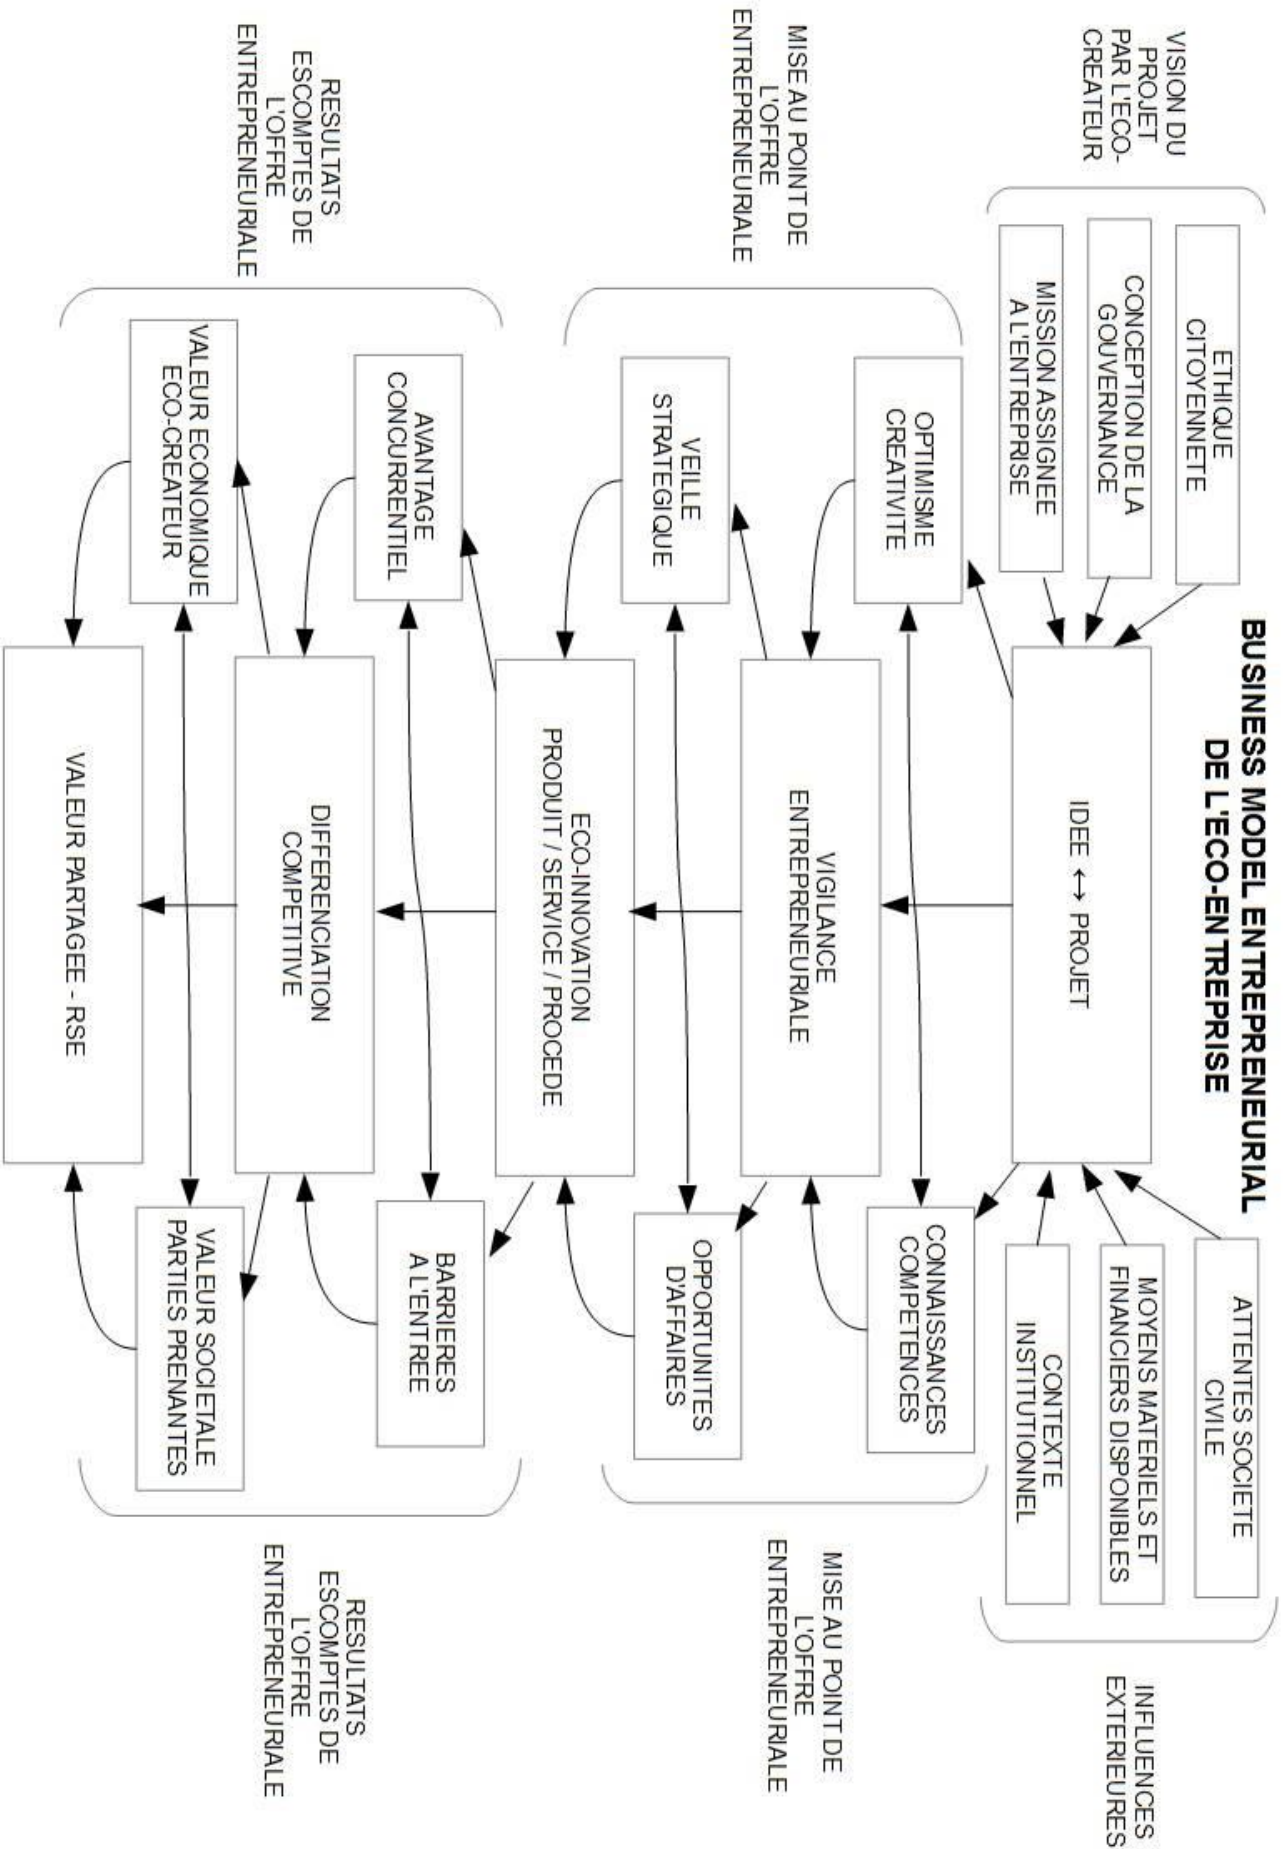 BUSINESS MODEL ENTREPRENEURIAL
DE L'ECO-ENTREPRISE
VISION DU
PROJET
PAR L'ECO-
CREATEUR
ETHIQUE
CITOYENNETE
CONCEPTION DE LA
GOUVERNANCE
MISSION ASSIGNEE
A L'ENTREPRISE
IDEE ↔ PROJET
ATTENTES SOCIETE
CIVILE
MOYENS MATERIELS ET
FINANCIERS DISPONIBLES
CONTEXTE
INSTITUTIONNEL
INFLUENCES
EXTERIEURES
MISE AU POINT DE
L'OFFRE
ENTREPRENEURIALE
OPTIMISME
CREATIVITE
CONNAISSANCES
COMPETENCES
VIGILANCE
ENTREPRENEURIALE
VEILLE
STRATEGIQUE
OPPORTUNITES
D'AFFAIRES
MISE AU POINT DE
L'OFFRE
ENTREPRENEURIALE
ECO-INNOVATION
PRODUIT / SERVICE / PROCEDE
RESULTATS
ESCOMPTES DE
L'OFFRE
ENTREPRENEURIALE
AVANTAGE
CONCURRENTIEL
BARRIERES
A L'ENTREE
DIFFERENCIATION
COMPETITIVE
VALEUR ECONOMIQUE
ECO-CREATEUR
VALEUR SOCIETALE
PARTIES PRENANTES
RESULTATS
ESCOMPTES DE
L'OFFRE
ENTREPRENEURIALE
VALEUR PARTAGEE - RSE